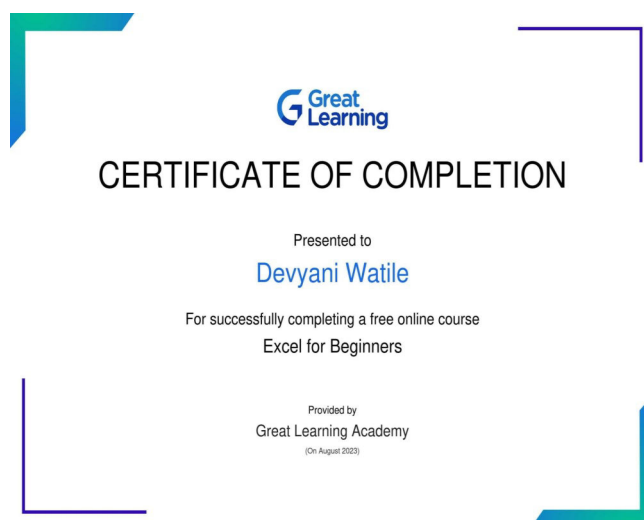 Great
Learning
CERTIFICATE OF COMPLETION
Presented to
Devyani Watile
For successfully completing a free online course
Excel for Beginners
Provided by
Great Learning Academy
(On August 2023)